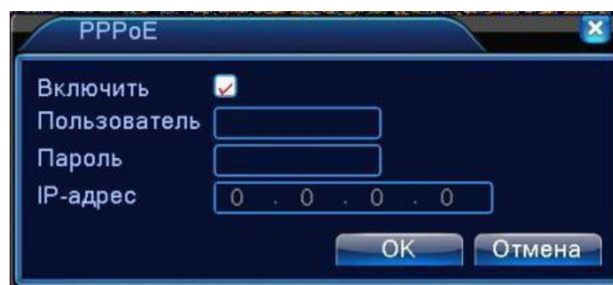 PPPoE
Включить
Пользователь
Пароль
IP-адрес 0 . 0 . 0 . 0
OK Отмена